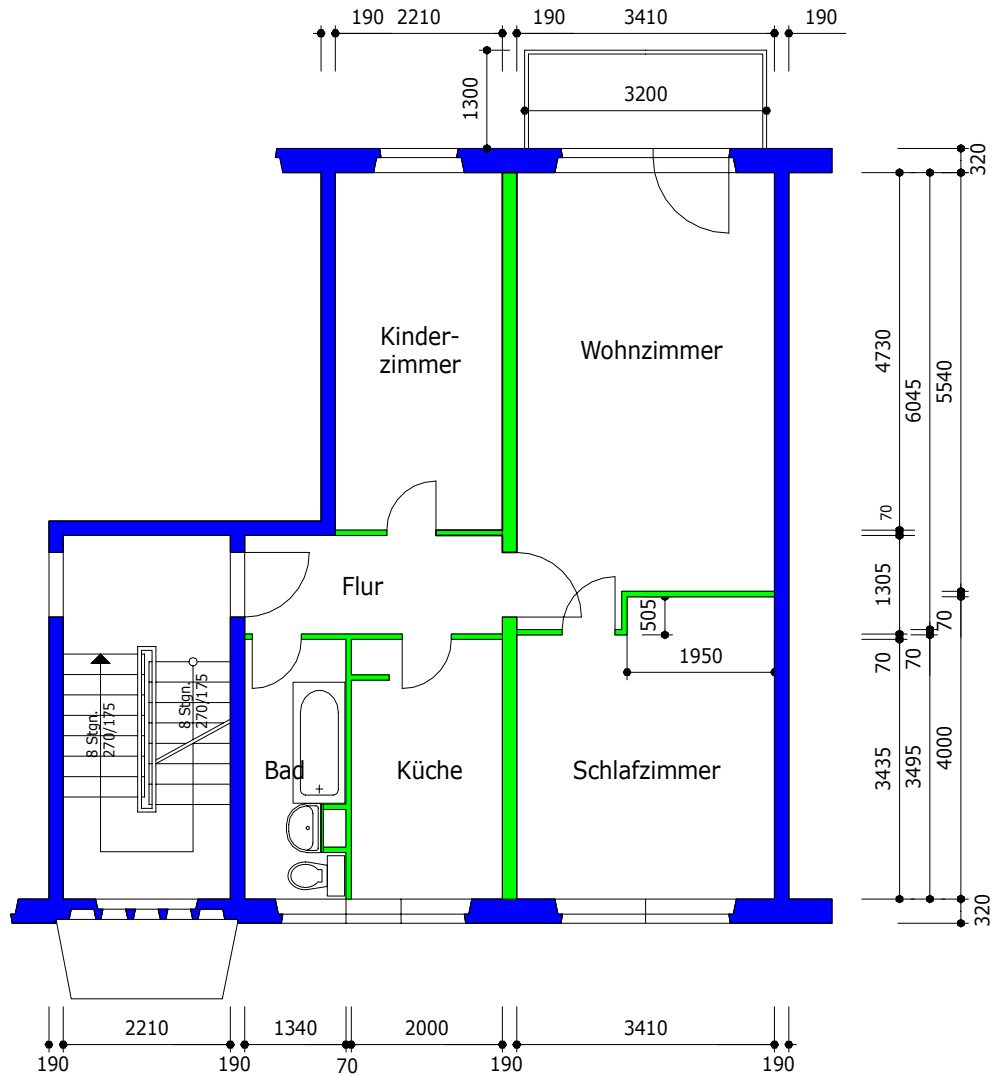 190 2210 190 3410 190
1300
3200
320
Kinder-
zimmer
Wohnzimmer
4730
6045
5540
70
Flur
1305
505
70
1950
70
70
8 Stgn.
270/175
8 Stgn.
270/175
Bad
Küche
Schlafzimmer
3435
3495
4000
320
2210 1340 2000 3410
190 190 70 190 190